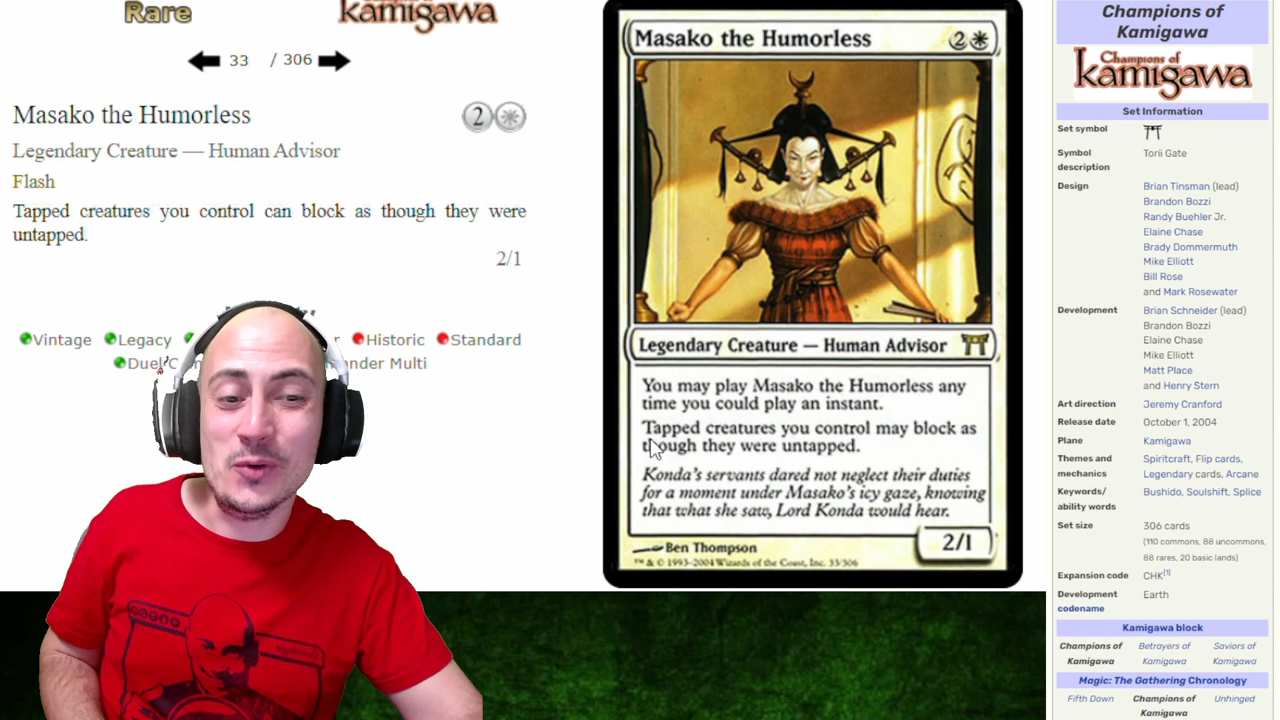 Rare
kamigawa
33 / 306
Masako the Humorless 2
Legendary Creature — Human Advisor
Flash
Tapped creatures you control can block as though they were
untapped.
2/1
Vintage Legacy Historic Standard
Multi
Masako the Humorless 2
Legendary Creature — Human Advisor
You may play Masako the Humorless any
time you could play an instant.
Tapped creatures you control may block as
though they were untapped.
Konda's servants dared not neglect their duties
for a moment under Masako's icy gaze, knowing
that what she saw, Lord Konda would hear.
2/1
Ben Thompson
™ & © 1993–2004 Wizards of the Coast, Inc. 33/306
Champions of
Kamigawa
Champions of
kamigawa
Set Information
Set symbol
Symbol Torii Gate
description
Design Brian Tinsman (lead)
Brandon Bozzi
Randy Buehler Jr.
Elaine Chase
Brady Dommermuth
Mike Elliott
Bill Rose
and Mark Rosewater
Development Brian Schneider (lead)
Brandon Bozzi
Elaine Chase
Mike Elliott
Matt Place
and Henry Stern
Art direction Jeremy Cranford
Release date October 1, 2004
Plane Kamigawa
Themes and Spiritcraft, Flip cards,
mechanics Legendary cards, Arcane
Keywords/ Bushido, Soulshift, Splice
ability words
Set size 306 cards
(110 commons, 88 uncommons,
88 rares, 20 basic lands)
Expansion code CHK[1]
Development Earth
codename
Kamigawa block
Champions of Betrayers of Saviors of
Kamigawa Kamigawa Kamigawa
Magic: The Gathering Chronology
Fifth Dawn Champions of Unhinged
Kamigawa